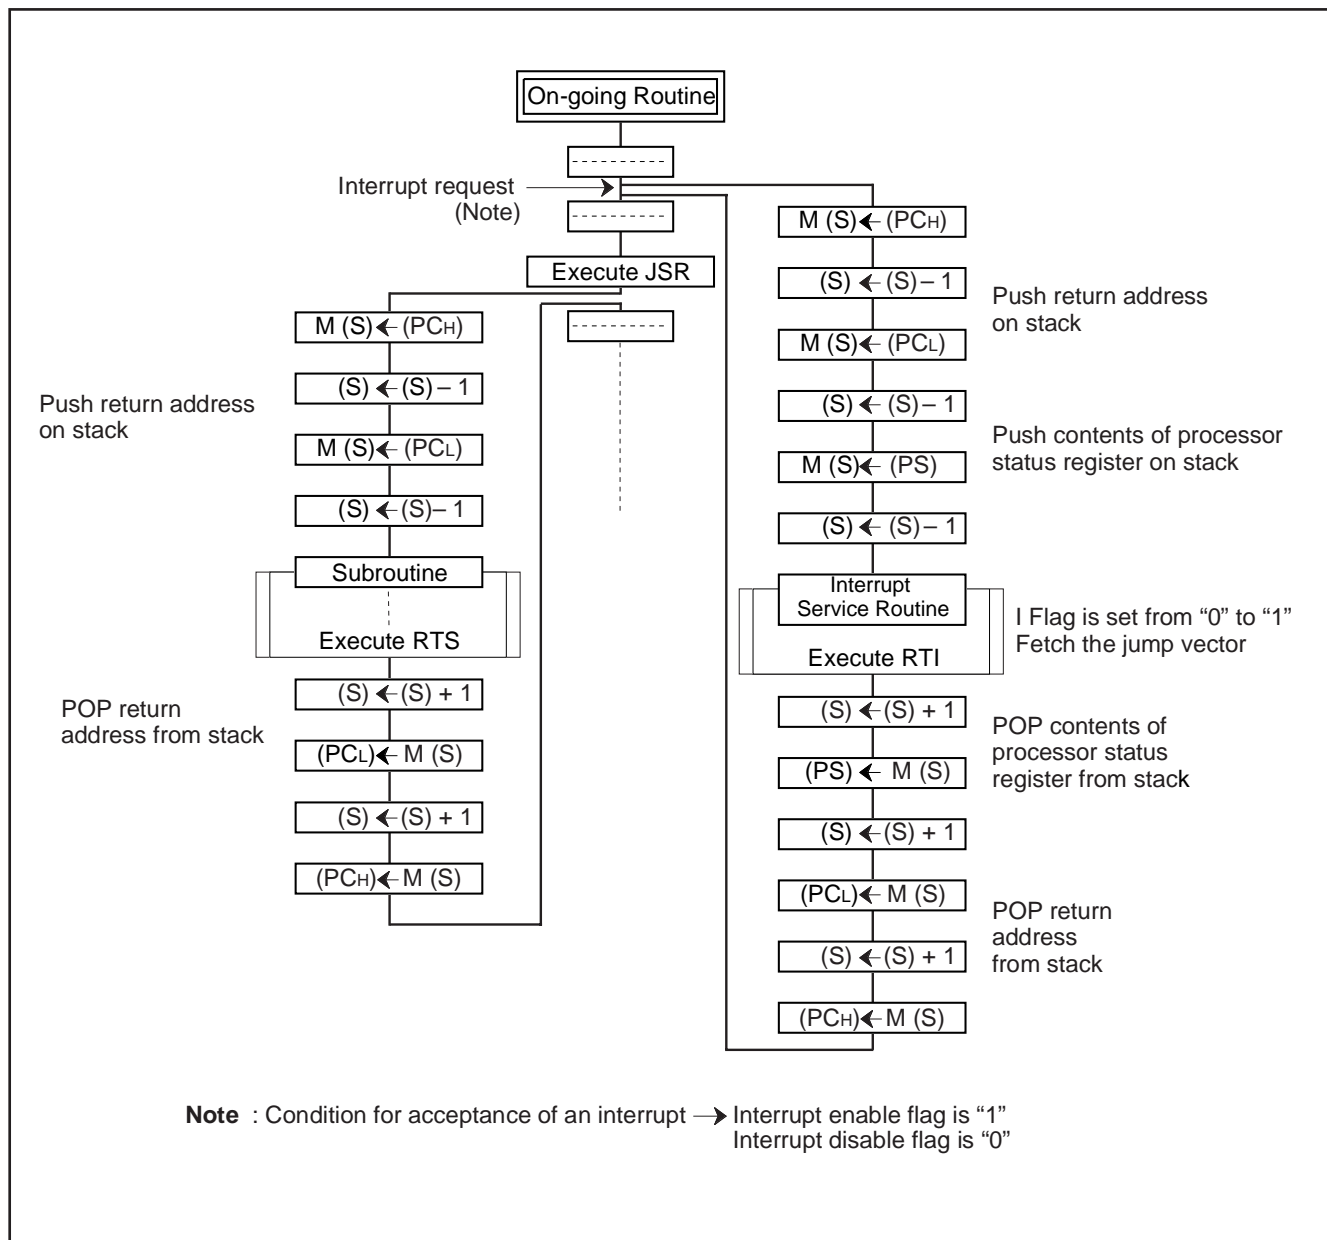 On-going Routine
Interrupt request
(Note)
Execute JSR
M (S) ← (PCH)
(S) ← (S) – 1
M (S) ← (PCL)
(S) ← (S) – 1
Push return address
on stack
Subroutine
Execute RTS
(S) ← (S) + 1
(PCL) ← M (S)
(S) ← (S) + 1
(PCH) ← M (S)
POP return
address from stack
M (S) ← (PCH)
(S) ← (S) – 1
M (S) ← (PCL)
(S) ← (S) – 1
M (S) ← (PS)
(S) ← (S) – 1
Push return address
on stack
Push contents of processor
status register on stack
Interrupt
Service Routine
Execute RTI
I Flag is set from “0” to “1”
Fetch the jump vector
(S) ← (S) + 1
(PS) ← M (S)
(S) ← (S) + 1
(PCL) ← M (S)
(S) ← (S) + 1
(PCH) ← M (S)
POP contents of
processor status
register from stack
POP return
address
from stack
Note : Condition for acceptance of an interrupt → Interrupt enable flag is “1”
Interrupt disable flag is “0”